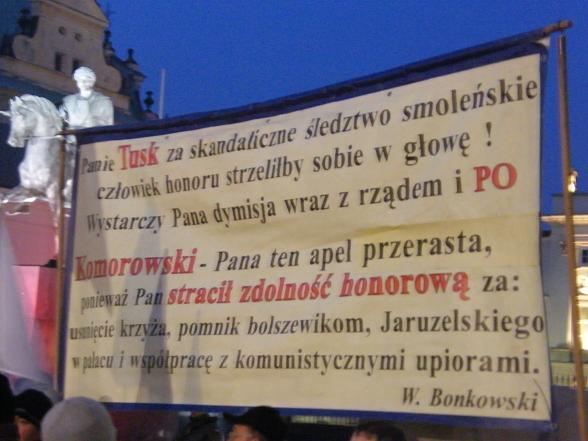 Panie Tusk za skandaliczne śledztwo smoleńskie
człowiek honoru strzeliłby sobie w głowę !
Wystarczy Pana dymisja wraz z rządem i PO
Komorowski - Pana ten apel przerasta,
ponieważ Pan stracił zdolność honorową za:
usunięcie krzyża, pomnik bolszewikom, Jaruzelskiego
w pałacu i współpracę z komunistycznymi upiorami.
W. Bonkowski